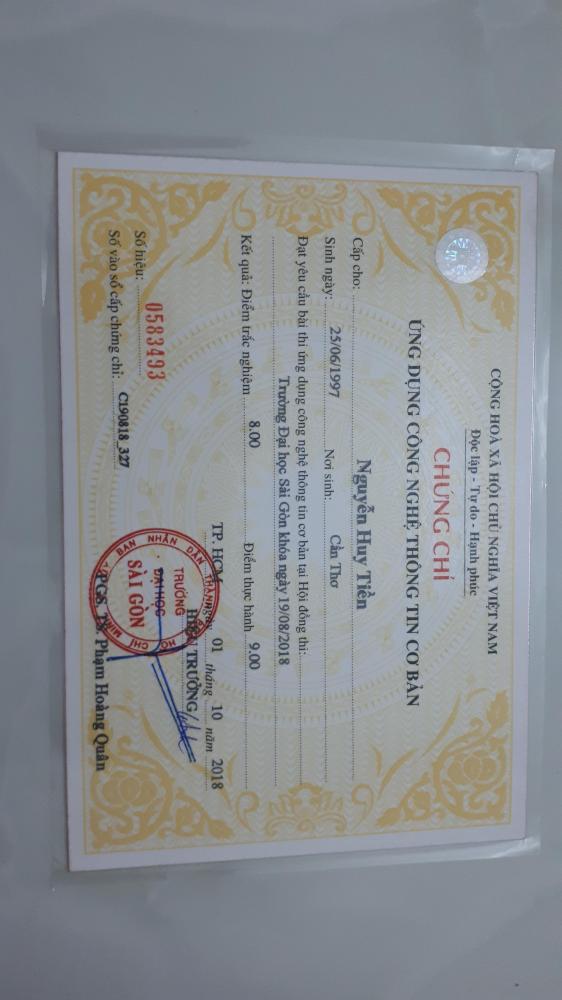 CỘNG HOÀ XÃ HỘI CHỦ NGHĨA VIỆT NAM
Độc lập - Tự do - Hạnh phúc
CHỨNG CHỈ
ỨNG DỤNG CÔNG NGHỆ THÔNG TIN CƠ BẢN
Cấp cho: Nguyễn Huy Tiền
Sinh ngày: 25/06/1997 Nơi sinh: Cần Thơ
Đạt yêu cầu bài thi ứng dụng công nghệ thông tin cơ bản tại Hội đồng thi:
Trường Đại học Sài Gòn khóa ngày 19/08/2018
Kết quả: Điểm trắc nghiệm 8.00 Điểm thực hành 9.00
TP. HCM, ngày 01 tháng 10 năm 2018
HIỆU TRƯỞNG
ỦY BAN NHÂN DÂN THÀNH PHỐ HỒ CHÍ MINH
TRƯỜNG
ĐẠI HỌC
SÀI GÒN
Số hiệu: 0583493
Số vào sổ cấp chứng chỉ: C190818_327
PGS. TS. Phạm Hoàng Quân